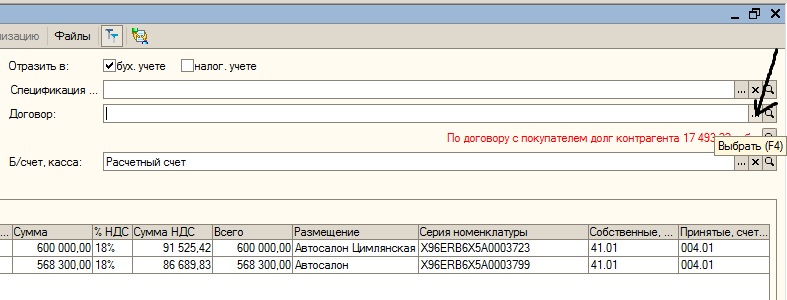 изацию Файлы
Отразить в: бух. учете налог. учете
Спецификация ...
Договор:
По договору с покупателем долг контрагента 17 493,
Выбрать (F4)
Б/счет, касса: Расчетный счет
... Сумма % НДС Сумма НДС Всего Размещение Серия номенклатуры Собственные, ... Принятые, счет...
600 000,00 18% 91 525,42 600 000,00 Автосалон Цимлянская X96ERB6X5A0003723 41.01 004.01
568 300,00 18% 86 689,83 568 300,00 Автосалон X96ERB6X5A0003799 41.01 004.01